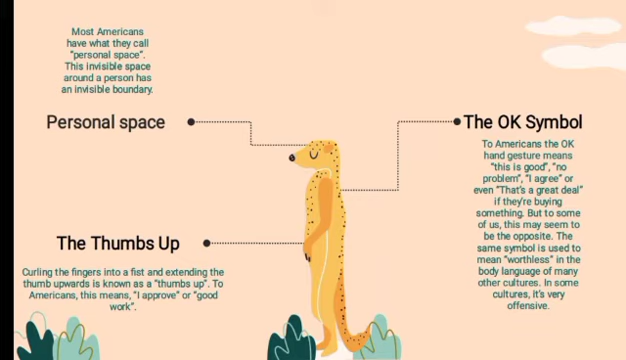 Most Americans
have what they call
"personal space".
This invisible space
around a person has
an invisible boundary.
Personal space
The Thumbs Up
Curling the fingers into a fist and extending the
thumb upwards is known as a "thumbs up". To
Americans, this means, "I approve" or "good
work".
The OK Symbol
To Americans the OK
hand gesture means
"this is good", "no
problem", "I agree" or
even "That's a great deal"
if they're buying
something. But to some
of us, this may seem to
be the opposite. The
same symbol is used to
mean "worthless" in the
body language of many
other cultures. In some
cultures, it's very
offensive.